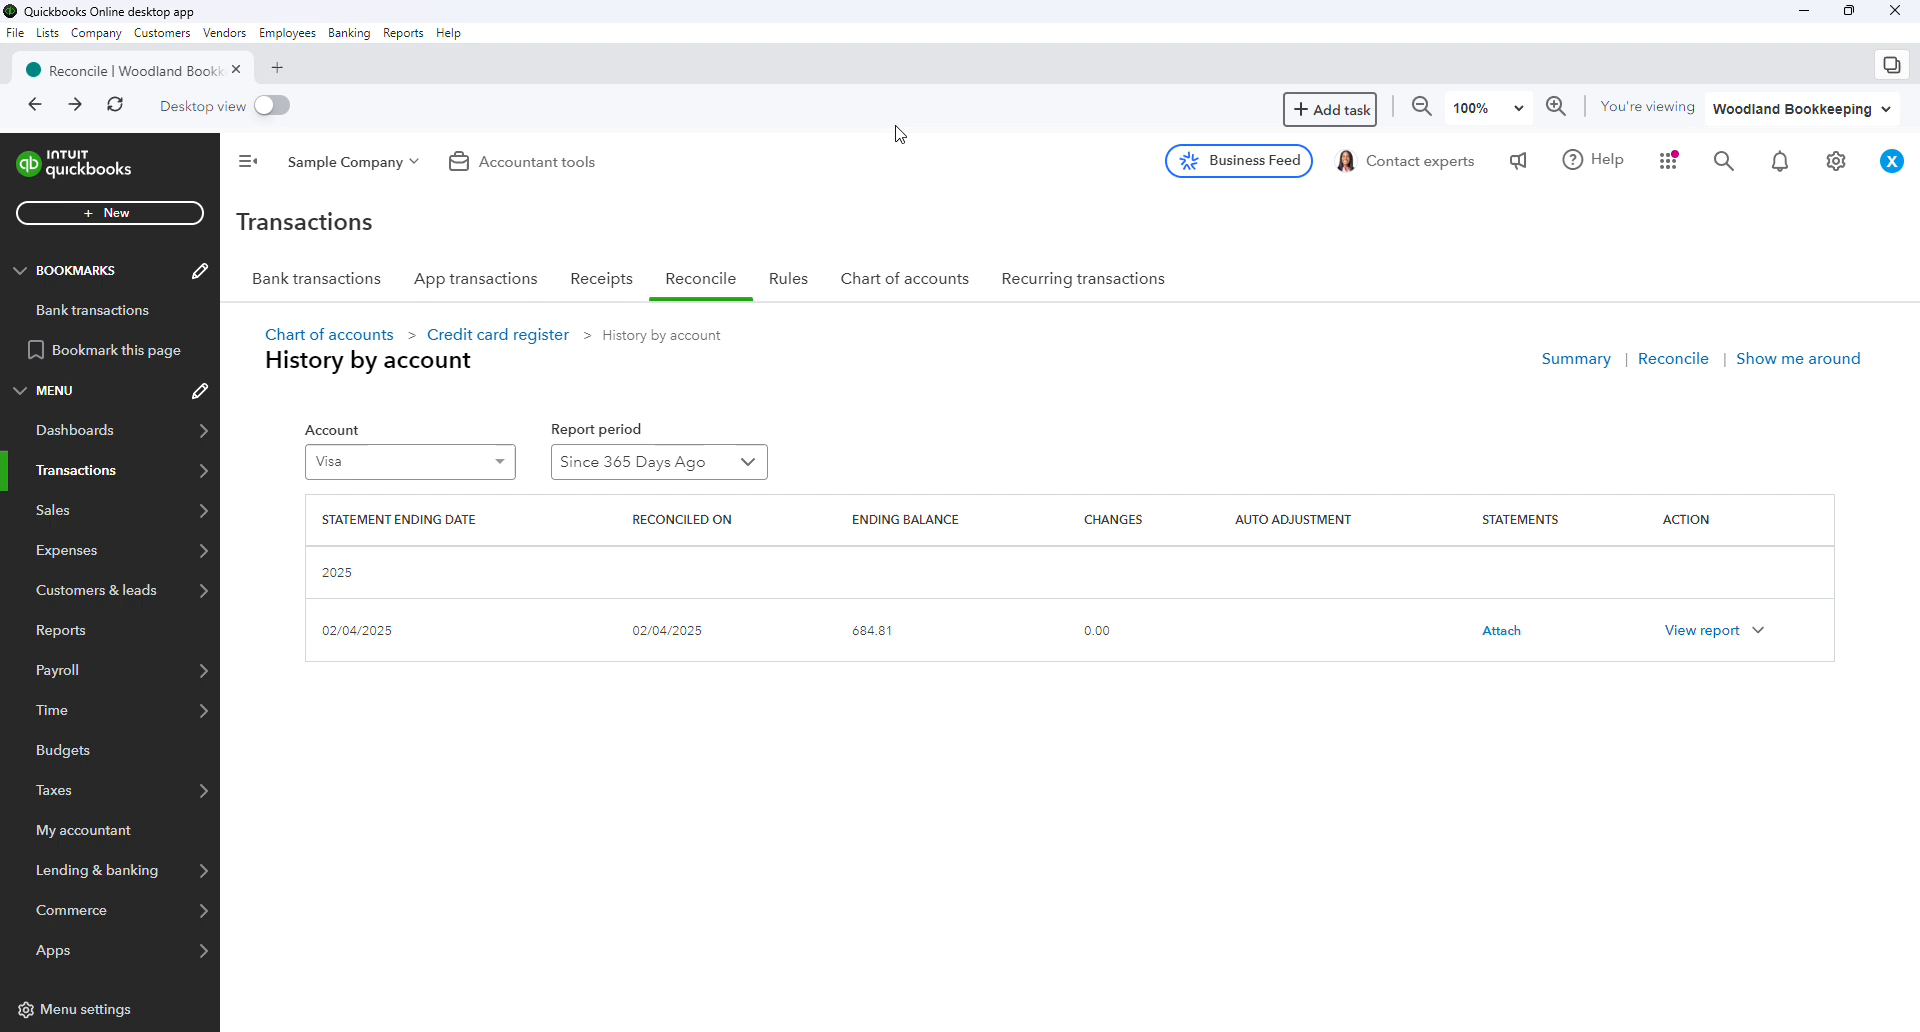 Quickbooks Online desktop app
File Lists Company Customers Vendors Employees Banking Reports Help
Reconcile | Woodland Bookk
Desktop view
+ Add task
100%
You're viewing Woodland Bookkeeping
INTUIT
quickbooks
Sample Company
Accountant tools
Business Feed
Contact experts
Help
X
+ New
Transactions
BOOKMARKS
Bank transactions
Bookmark this page
MENU
Dashboards
Transactions
Sales
Expenses
Customers & leads
Reports
Payroll
Time
Budgets
Taxes
My accountant
Lending & banking
Commerce
Apps
Menu settings
Bank transactions App transactions Receipts Reconcile Rules Chart of accounts Recurring transactions
Chart of accounts > Credit card register > History by account
History by account
Summary | Reconcile | Show me around
Account Report period
Visa Since 365 Days Ago
STATEMENT ENDING DATE RECONCILED ON ENDING BALANCE CHANGES AUTO ADJUSTMENT STATEMENTS ACTION
2025
02/04/2025 02/04/2025 684.81 0.00 Attach View report